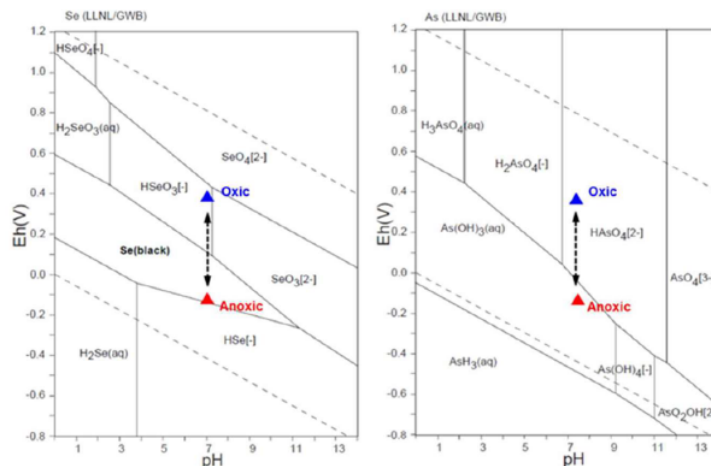 Se (LLNL/GWB)
1.2
1.0
0.8
0.6
0.4
0.2
0.0
-0.2
-0.4
-0.6
-0.8
Eh(V)
HSeO₄[-]
H₂SeO₃(aq)
SeO₄[2-]
HSeO₃[-]
Oxic
Se(black)
SeO₃[2-]
Anoxic
HSe[-]
H₂Se(aq)
1 3 5 7 9 11 13
pH
As (LLNL/GWB)
1.2
1.0
0.8
0.6
0.4
0.2
0.0
-0.2
-0.4
-0.6
-0.8
H₃AsO₄(aq)
H₂AsO₄[-]
Oxic
As(OH)₃(aq)
HAsO₄[2-]
AsO₄[3-
Anoxic
AsH₃(aq)
As(OH)₄[-]
AsO₂OH[2
1 3 5 7 9 11 13
pH